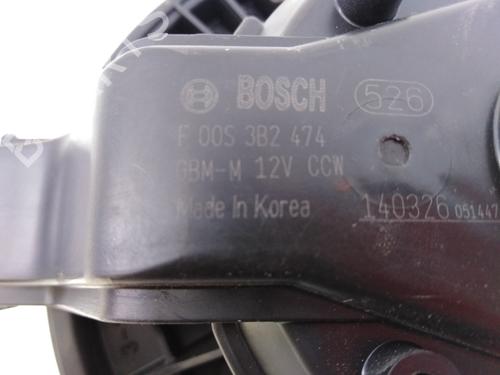 BOSCH 526
F 00S 3B2 474
GBM-M 12V CCW
Made In Korea 140326 051447